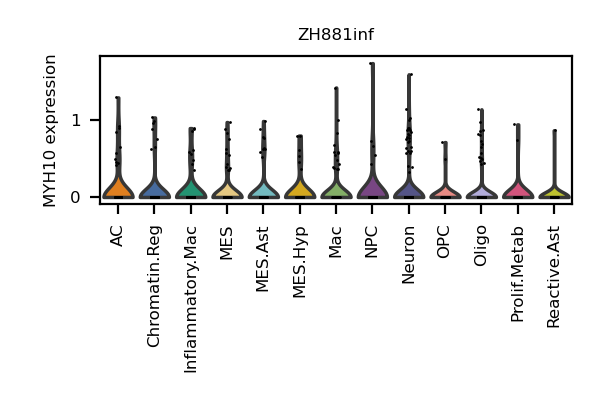 ZH881inf
MYH10 expression
1
0
AC
Chromatin.Reg
Inflammatory.Mac
MES
MES.Ast
MES.Hyp
Mac
NPC
Neuron
OPC
Oligo
Prolif.Metab
Reactive.Ast